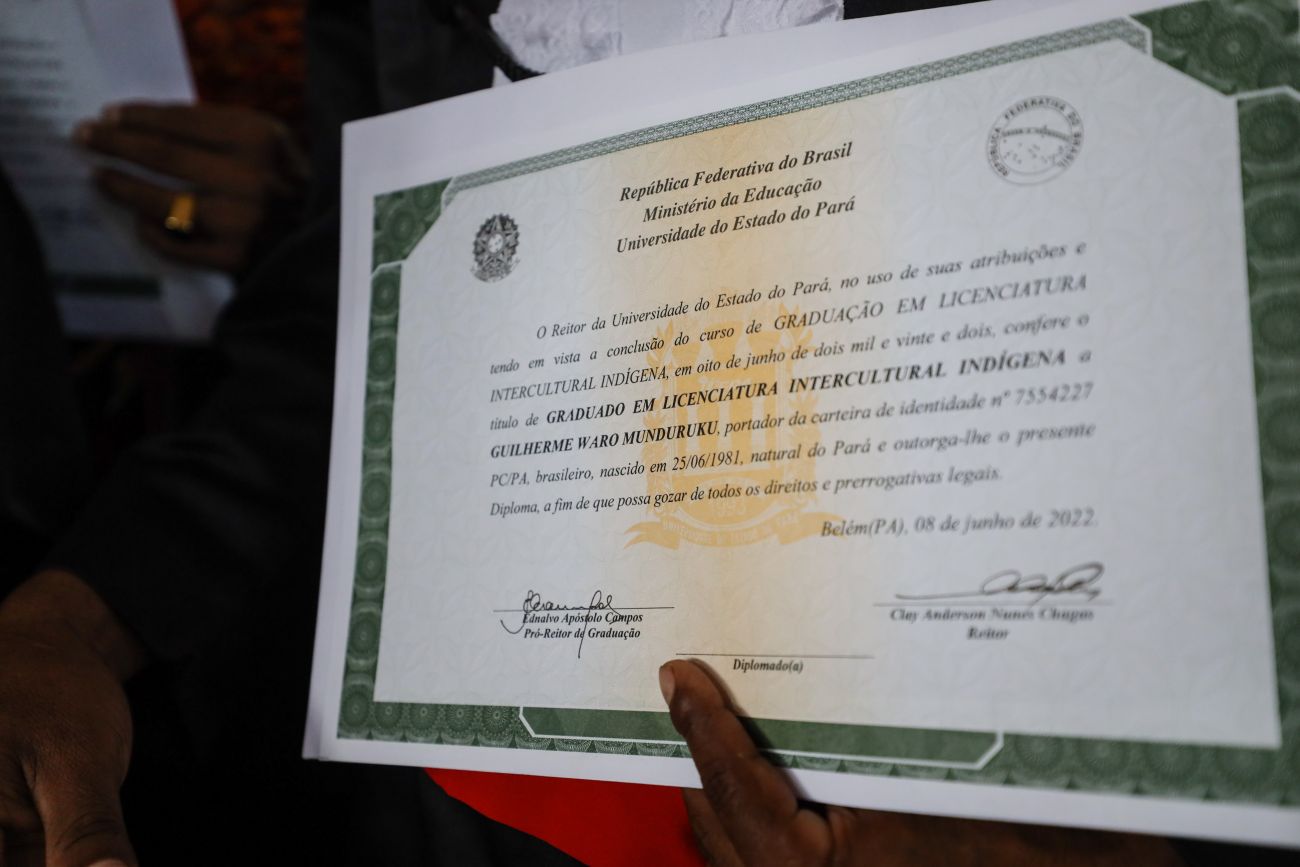 República Federativa do Brasil
Ministério da Educação
Universidade do Estado do Pará
REPÚBLICA FEDERATIVA DO BRASIL
O Reitor da Universidade do Estado do Pará, no uso de suas atribuições e
tendo em vista a conclusão do curso de GRADUAÇÃO EM LICENCIATURA
INTERCULTURAL INDÍGENA, em oito de junho de dois mil e vinte e dois, confere o
titulo de GRADUADO EM LICENCIATURA INTERCULTURAL INDÍGENA a
GUILHERME WARO MUNDURUKU, portador da carteira de identidade nº 7554227
PC/PA, brasileiro, nascido em 25/06/1981, natural do Pará e outorga-lhe o presente
Diploma, a fim de que possa gozar de todos os direitos e prerrogativas legais.
Belém(PA), 08 de junho de 2022.
Ednalvo Apóstolo Campos
Pró-Reitor de Graduação
Clay Anderson Nunes Chagas
Reitor
Diplomado(a)